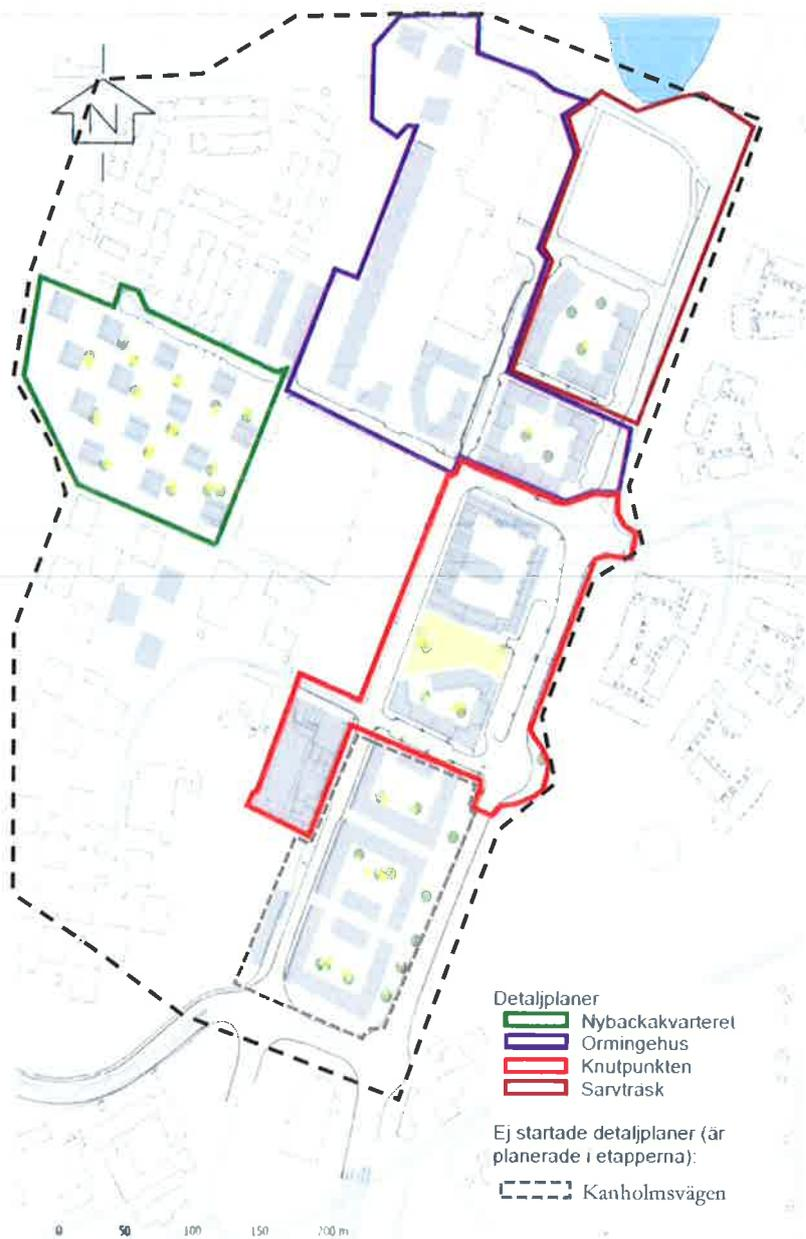 N
Detaljplaner
Nybackakvarteret
Ormingehus
Knutpunkten
Sarvträsk
Ej startade detaljplaner (är
planerade i etapperna):
Kanholmsvägen
0 50 100 150 200 m